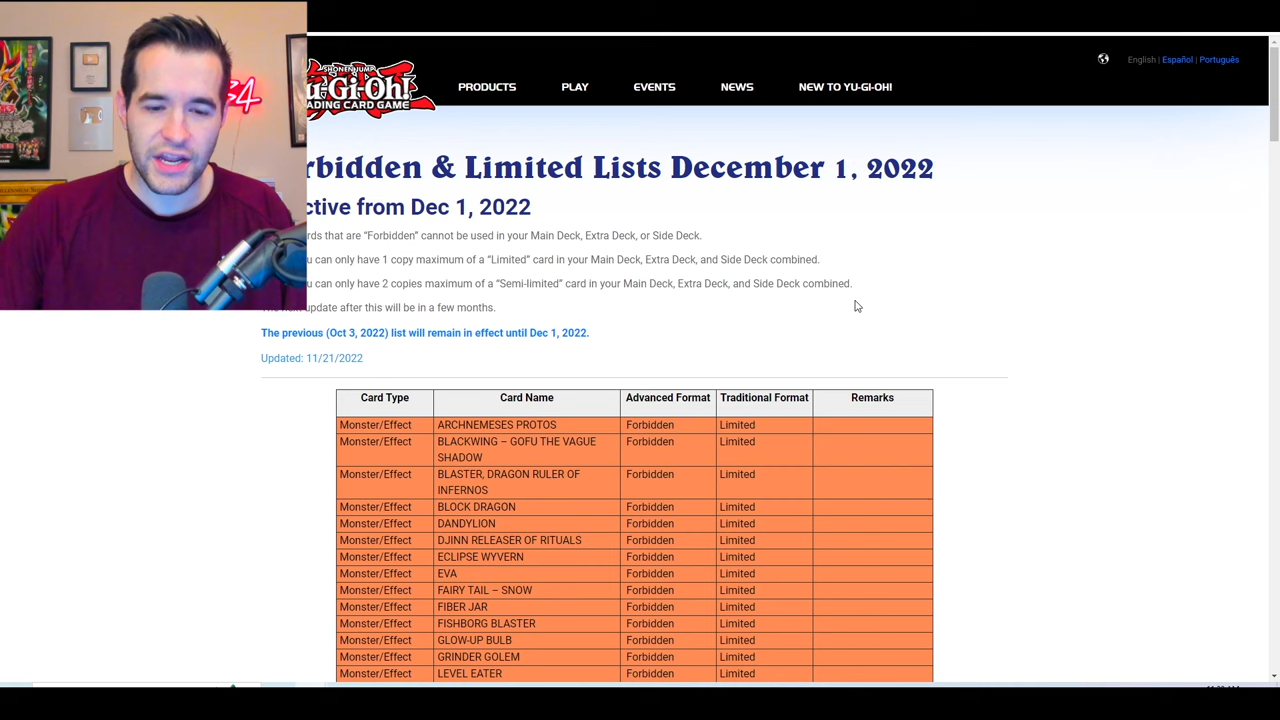 English | Español | Português
SHONEN JUMP
u-Gi-Oh!
ADING CARD GAME
PRODUCTS
PLAY
EVENTS
NEWS
NEW TO YU-GI-OH!
rbidden & Limited Lists December 1, 2022
ctive from Dec 1, 2022
rds that are “Forbidden” cannot be used in your Main Deck, Extra Deck, or Side Deck.
u can only have 1 copy maximum of a “Limited” card in your Main Deck, Extra Deck, and Side Deck combined.
u can only have 2 copies maximum of a “Semi-limited” card in your Main Deck, Extra Deck, and Side Deck combined.
update after this will be in a few months.
The previous (Oct 3, 2022) list will remain in effect until Dec 1, 2022.
Updated: 11/21/2022
Card Type Card Name Advanced Format Traditional Format Remarks
Monster/Effect ARCHNEMESES PROTOS Forbidden Limited
Monster/Effect BLACKWING – GOFU THE VAGUE Forbidden Limited
SHADOW
Monster/Effect BLASTER, DRAGON RULER OF Forbidden Limited
INFERNOS
Monster/Effect BLOCK DRAGON Forbidden Limited
Monster/Effect DANDYLION Forbidden Limited
Monster/Effect DJINN RELEASER OF RITUALS Forbidden Limited
Monster/Effect ECLIPSE WYVERN Forbidden Limited
Monster/Effect EVA Forbidden Limited
Monster/Effect FAIRY TAIL – SNOW Forbidden Limited
Monster/Effect FIBER JAR Forbidden Limited
Monster/Effect FISHBORG BLASTER Forbidden Limited
Monster/Effect GLOW-UP BULB Forbidden Limited
Monster/Effect GRINDER GOLEM Forbidden Limited
Monster/Effect LEVEL EATER Forbidden Limited